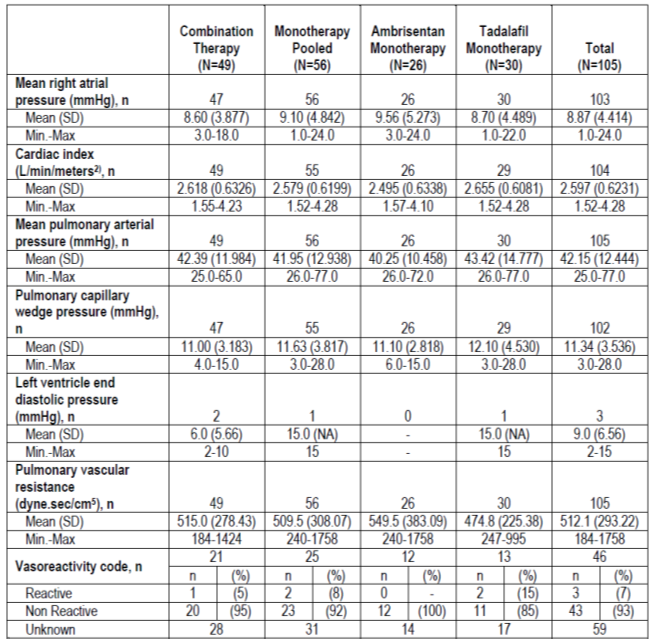 Combination Therapy (N=49) Monotherapy Pooled (N=56) Ambrisentan Monotherapy (N=26) Tadalafil Monotherapy (N=30) Total (N=105)
Mean right atrial
pressure (mmHg), n 47 56 26 30 103
Mean (SD) 8.60 (3.877) 9.10 (4.842) 9.56 (5.273) 8.70 (4.489) 8.87 (4.414)
Min.-Max 3.0-18.0 1.0-24.0 3.0-24.0 1.0-22.0 1.0-24.0
Cardiac index
(L/min/meters²⁾, n 49 55 26 29 104
Mean (SD) 2.618 (0.6326) 2.579 (0.6199) 2.495 (0.6338) 2.655 (0.6081) 2.597 (0.6231)
Min.-Max 1.55-4.23 1.52-4.28 1.57-4.10 1.52-4.28 1.52-4.28
Mean pulmonary arterial
pressure (mmHg), n 49 56 26 30 105
Mean (SD) 42.39 (11.984) 41.95 (12.938) 40.25 (10.458) 43.42 (14.777) 42.15 (12.444)
Min.-Max 25.0-65.0 26.0-77.0 26.0-72.0 26.0-77.0 25.0-77.0
Pulmonary capillary
wedge pressure (mmHg),
n 47 55 26 29 102
Mean (SD) 11.00 (3.183) 11.63 (3.817) 11.10 (2.818) 12.10 (4.530) 11.34 (3.536)
Min.-Max 4.0-15.0 3.0-28.0 6.0-15.0 3.0-28.0 3.0-28.0
Left ventricle end
diastolic pressure
(mmHg), n 2 1 0 1 3
Mean (SD) 6.0 (5.66) 15.0 (NA) - 15.0 (NA) 9.0 (6.56)
Min.-Max 2-10 15 - 15 2-15
Pulmonary vascular
resistance
(dyne.sec/cm⁵), n 49 56 26 30 105
Mean (SD) 515.0 (278.43) 509.5 (308.07) 549.5 (383.09) 474.8 (225.38) 512.1 (293.22)
Min.-Max 184-1424 240-1758 240-1758 247-995 184-1758
Vasoreactivity code, n 21 25 12 13 46
n (%) n (%) n (%) n (%) n (%)
Reactive 1 (5) 2 (8) 0 - 2 (15) 3 (7)
Non Reactive 20 (95) 23 (92) 12 (100) 11 (85) 43 (93)
Unknown 28 31 14 17 59